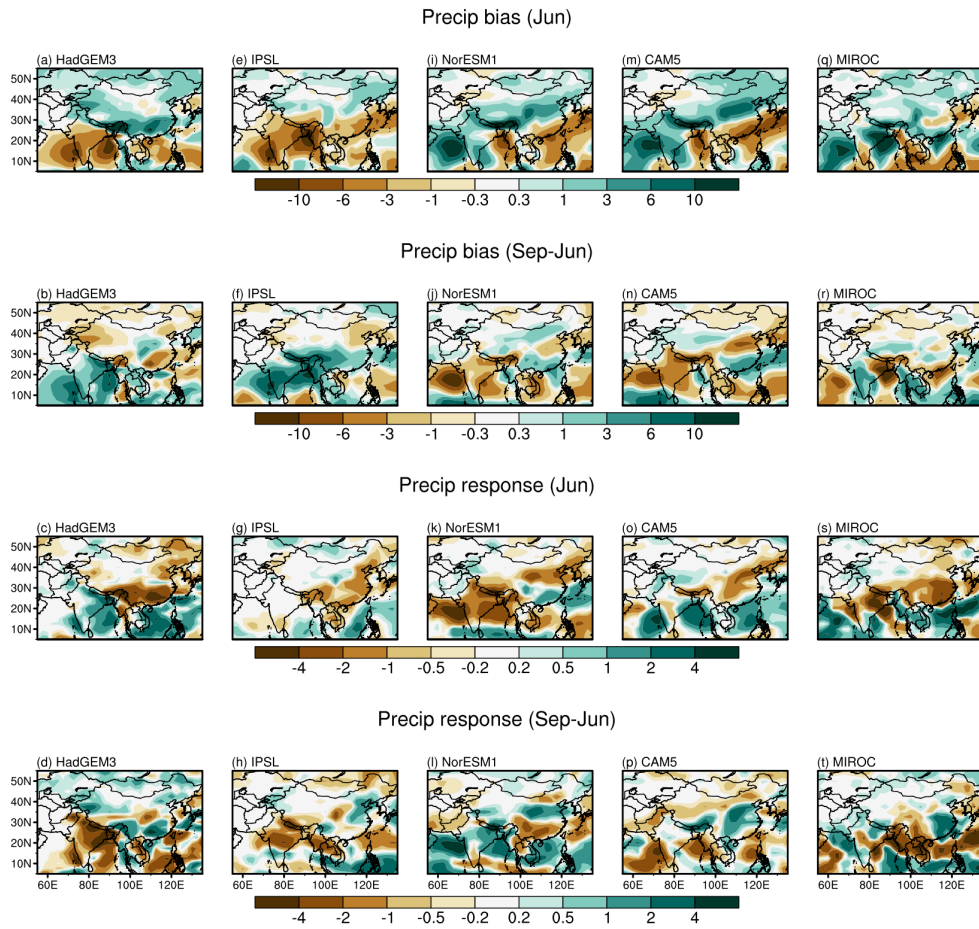 Precip bias (Jun)
(a) HadGEM3 (e) IPSL (i) NorESM1 (m) CAM5 (q) MIROC
50N
40N
30N
20N
10N
-10 -6 -3 -1 -0.3 0.3 1 3 6 10
Precip bias (Sep-Jun)
(b) HadGEM3 (f) IPSL (j) NorESM1 (n) CAM5 (r) MIROC
50N
40N
30N
20N
10N
-10 -6 -3 -1 -0.3 0.3 1 3 6 10
Precip response (Jun)
(c) HadGEM3 (g) IPSL (k) NorESM1 (o) CAM5 (s) MIROC
50N
40N
30N
20N
10N
-4 -2 -1 -0.5 -0.2 0.2 0.5 1 2 4
Precip response (Sep-Jun)
(d) HadGEM3 (h) IPSL (l) NorESM1 (p) CAM5 (t) MIROC
50N
40N
30N
20N
10N
60E 80E 100E 120E 60E 80E 100E 120E 60E 80E 100E 120E 60E 80E 100E 120E 60E 80E 100E 120E
-4 -2 -1 -0.5 -0.2 0.2 0.5 1 2 4